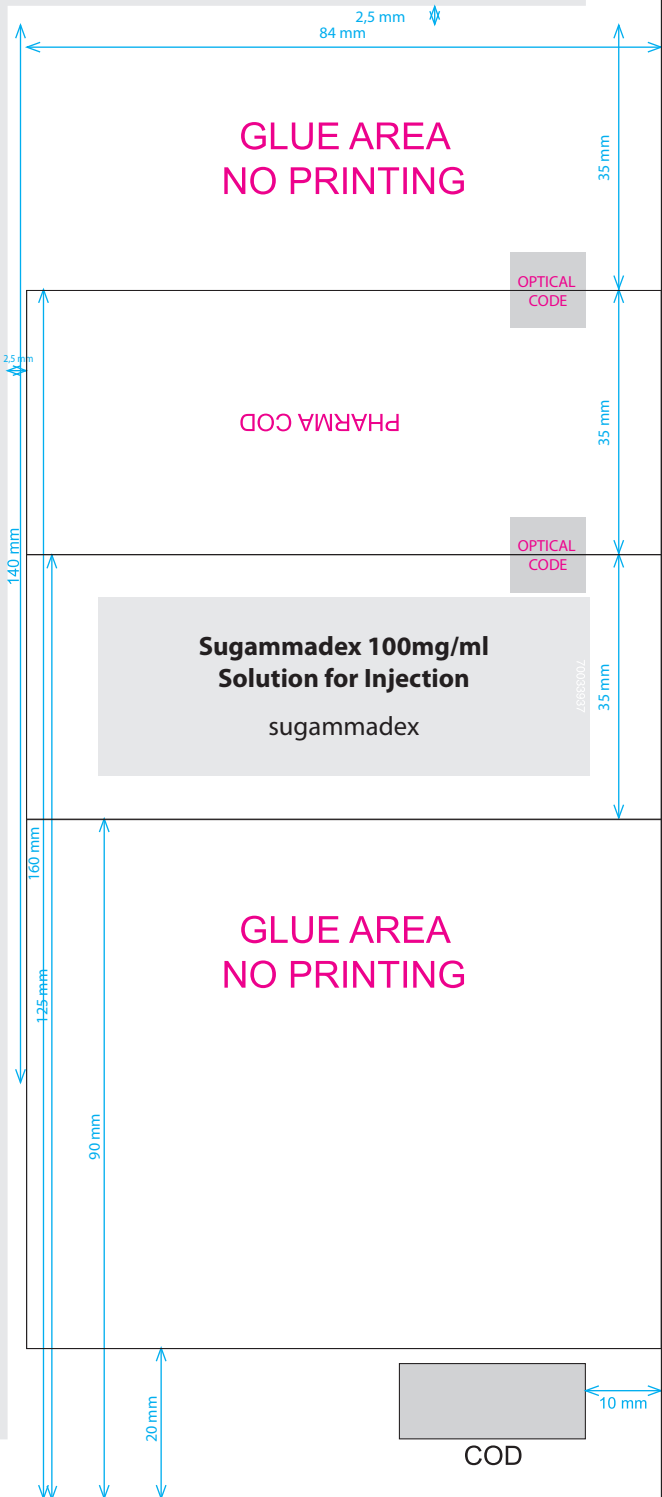 2,5 mm
84 mm
GLUE AREA
NO PRINTING
35 mm
OPTICAL
CODE
2,5 mm
PHARMA COD
35 mm
140 mm
OPTICAL
CODE
Sugammadex 100mg/ml
Solution for Injection
sugammadex
70033937
35 mm
160 mm
GLUE AREA
NO PRINTING
125 mm
90 mm
20 mm
10 mm
COD